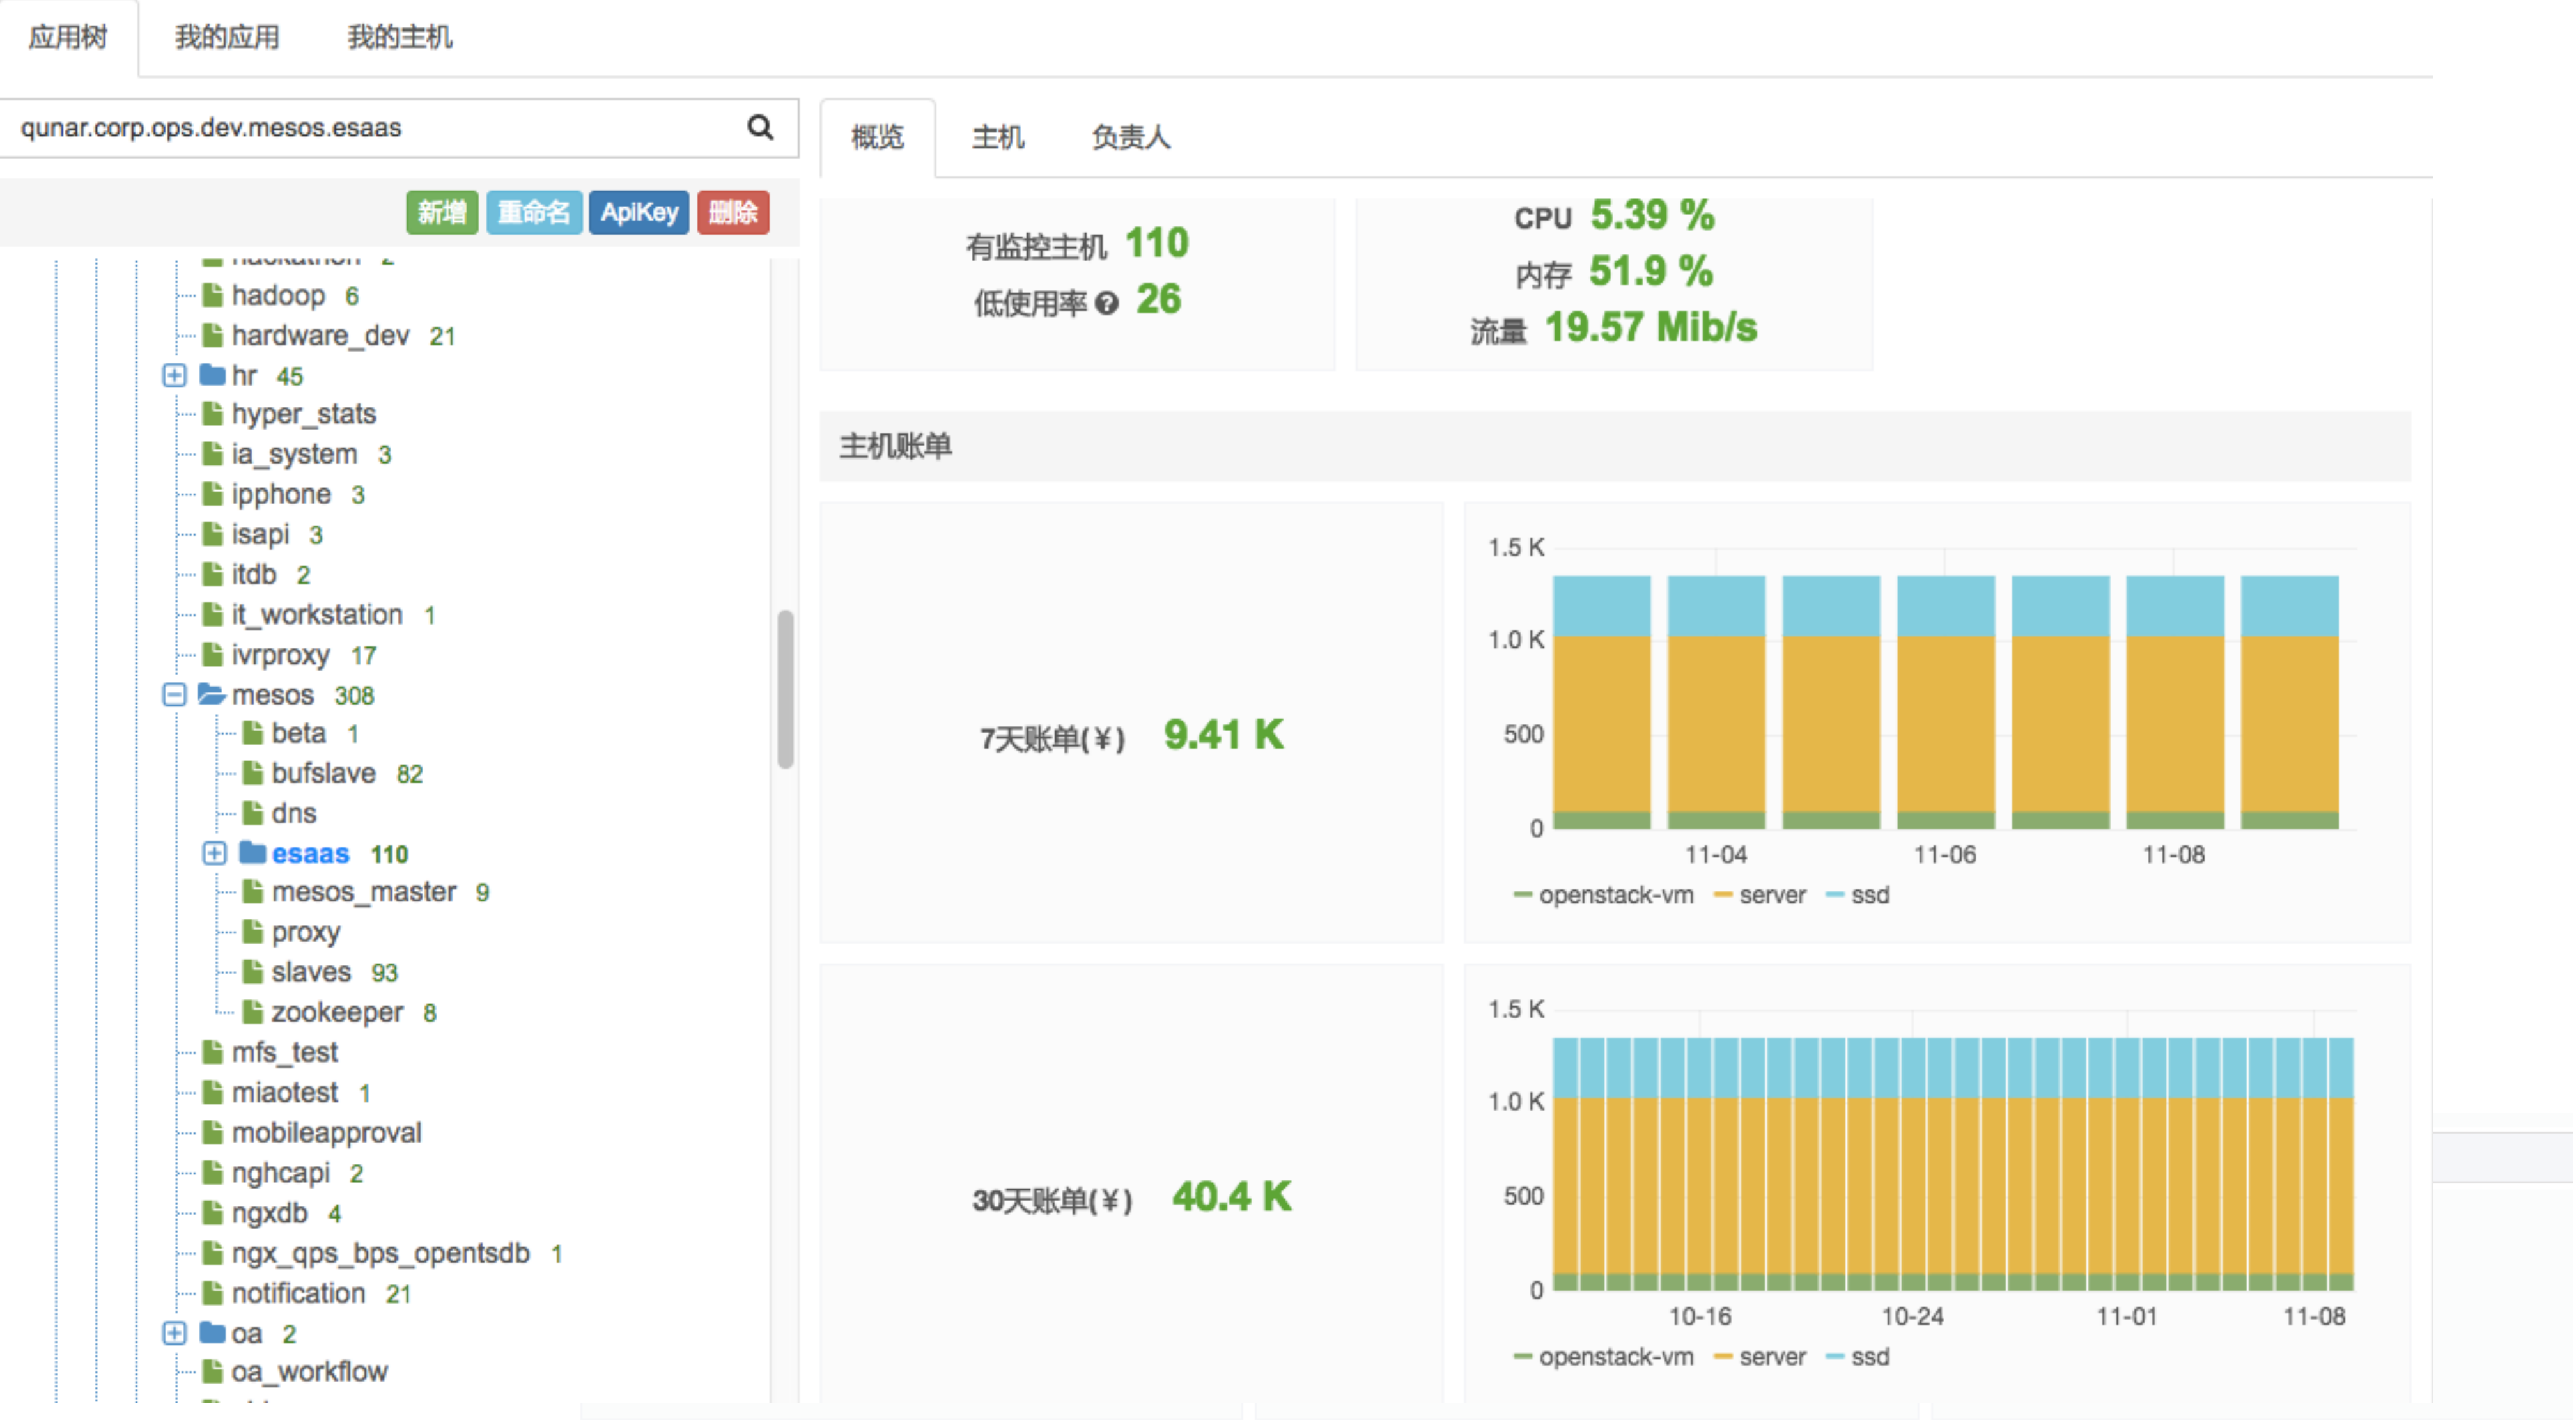 应用树 我的应用 我的主机
qunar.corp.ops.dev.mesos.esaas
新增 重命名 ApiKey 删除
hackathon 2
hadoop 6
hardware_dev 21
hr 45
hyper_stats
ia_system 3
ipphone 3
isapi 3
itdb 2
it_workstation 1
ivrproxy 17
mesos 308
beta 1
bufslave 82
dns
esaas 110
mesos_master 9
proxy
slaves 93
zookeeper 8
mfs_test
miaotest 1
mobileapproval
nghcapi 2
ngxdb 4
ngx_qps_bps_opentsdb 1
notification 21
oa 2
oa_workflow
概览 主机 负责人
有监控主机 110
低使用率 ? 26
CPU 5.39 %
内存 51.9 %
流量 19.57 Mib/s
主机账单
7天账单(¥) 9.41 K
1.5 K
1.0 K
500
0
11-04 11-06 11-08
openstack-vm server ssd
30天账单(¥) 40.4 K
1.5 K
1.0 K
500
0
10-16 10-24 11-01 11-08
openstack-vm server ssd